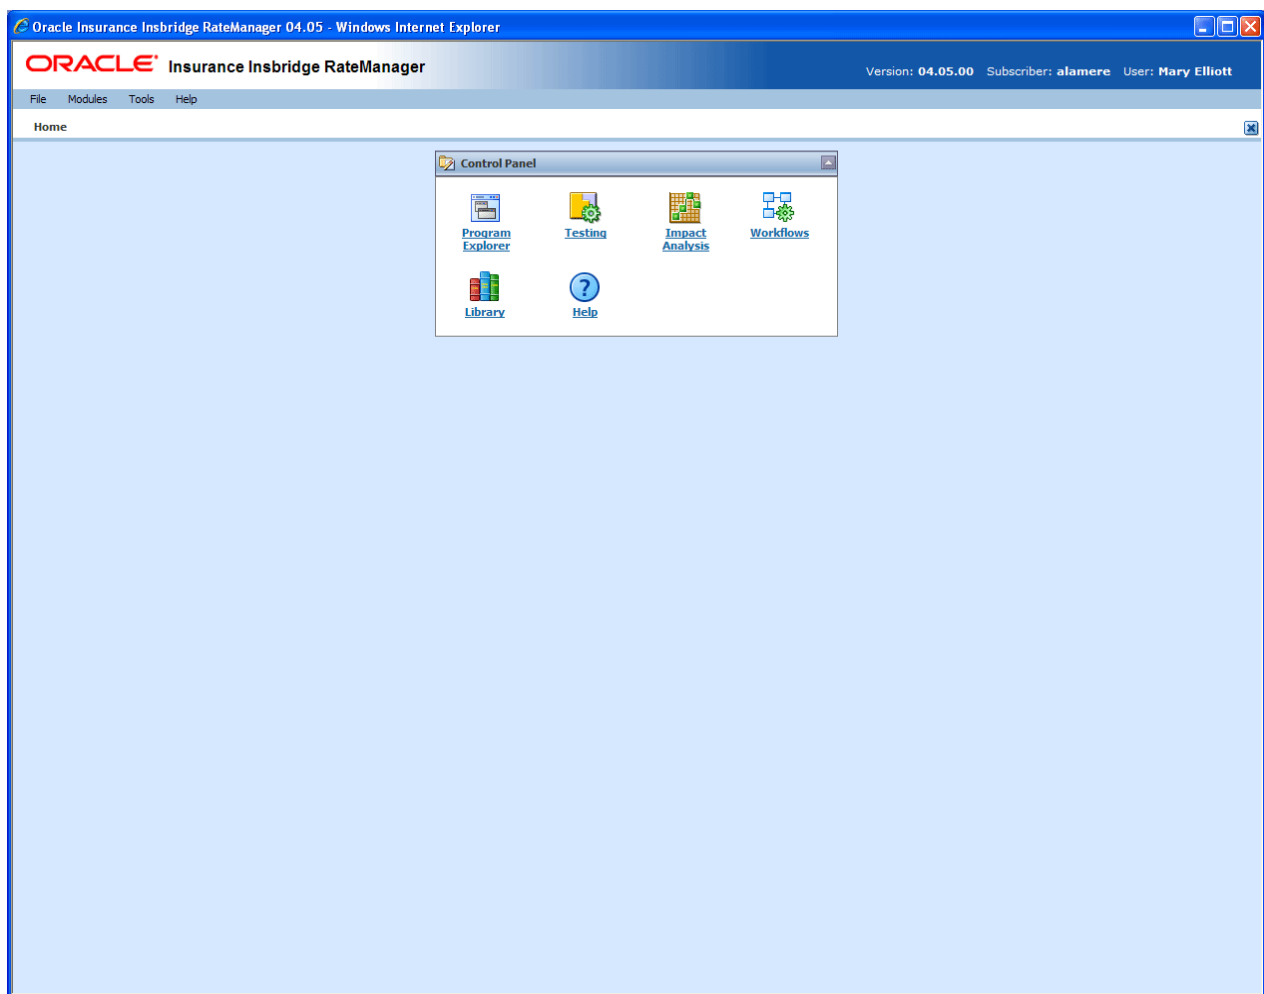 Oracle Insurance Insbridge RateManager 04.05 - Windows Internet Explorer
ORACLE Insurance Insbridge RateManager
Version: 04.05.00 Subscriber: alamere User: Mary Elliott
File Modules Tools Help
Home
Control Panel
Program Explorer
Testing
Impact Analysis
Workflows
Library
Help